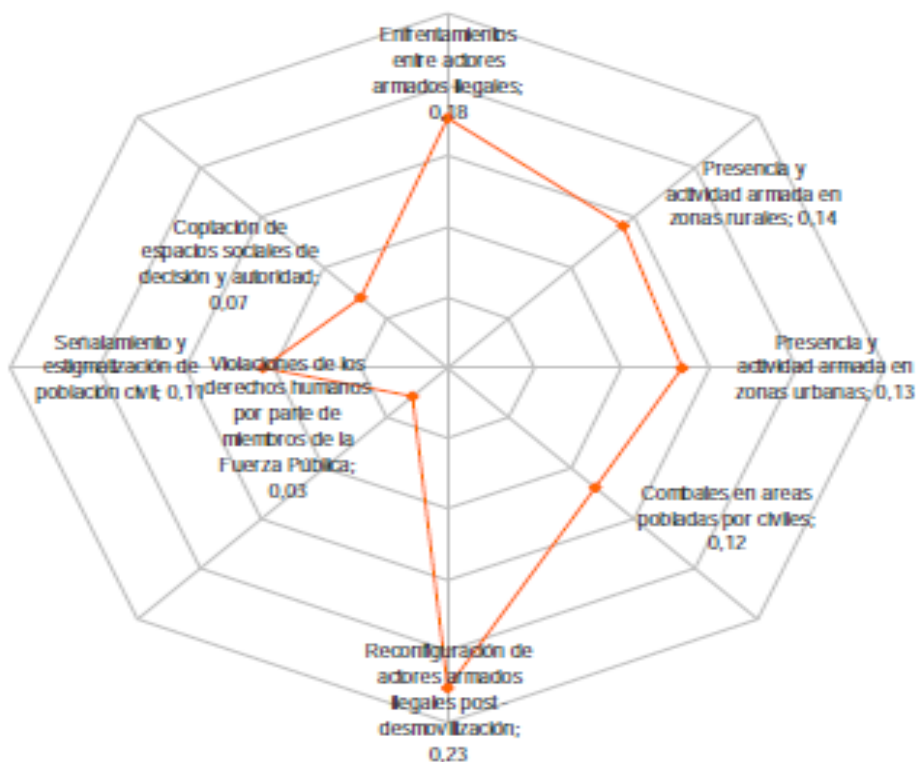 Enfrentamientos
entre actores
armados ilegales;
0,18
Presencia y
actividad armada en
zonas rurales; 0,14
Presencia y
actividad armada en
zonas urbanas; 0,13
Combates en areas
pobladas por civiles;
0,12
Reconfiguración de
actores armados
ilegales post-
desmovilización;
0,23
Violaciones de los
derechos humanos
por parte de
miembros de la
Fuerza Pública;
0,03
Señalamiento y
estigmatización de
población civil; 0,11
Coptación de
espacios sociales de
decisión y autoridad;
0,07